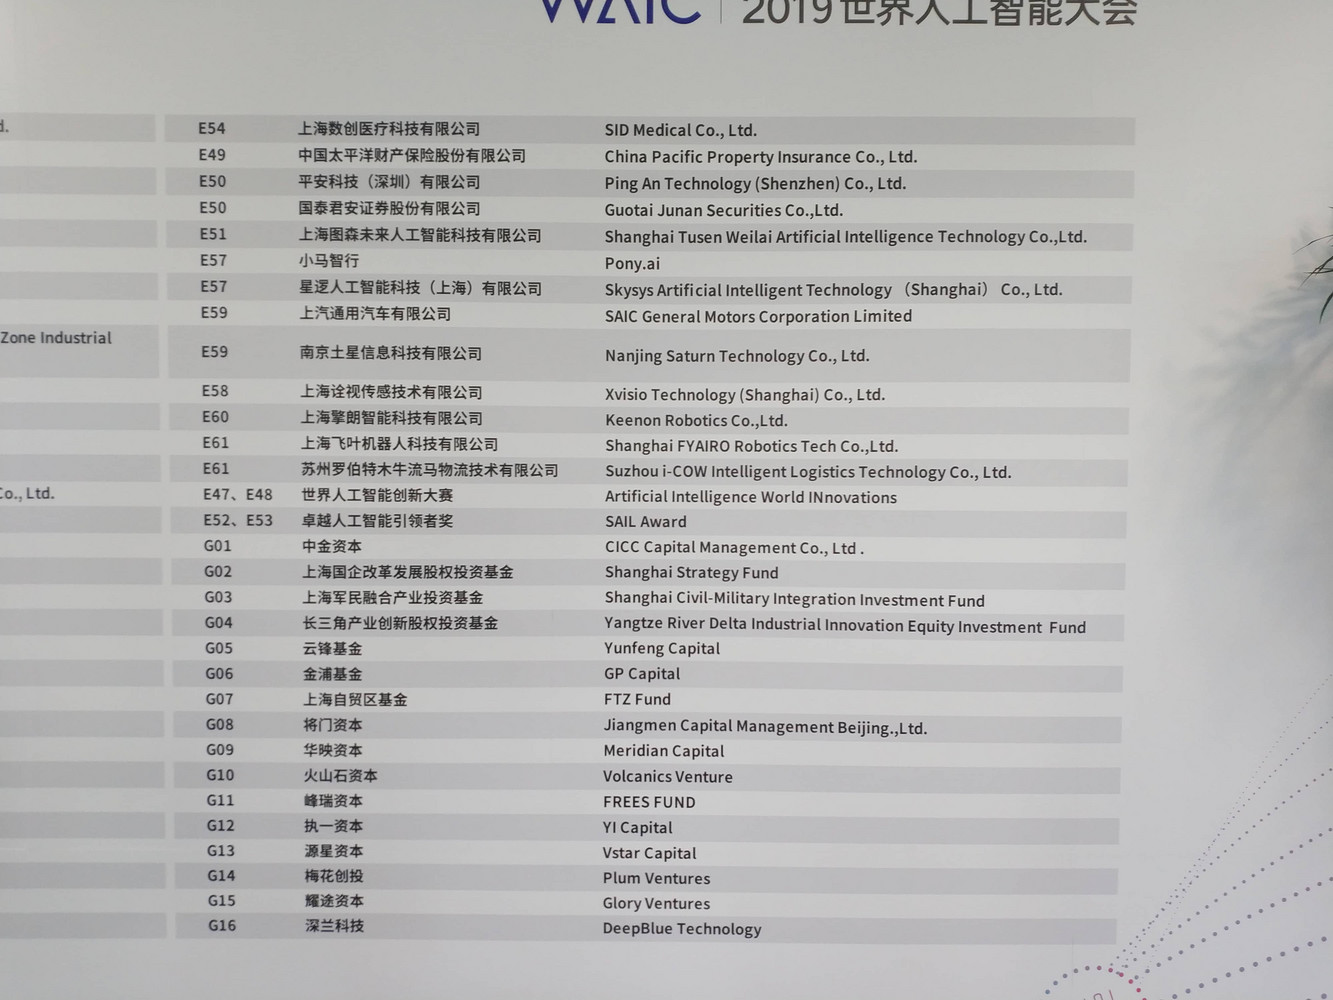 WAIC 2019世界人工智能大会
d.
Zone Industrial
Co., Ltd.
E54 上海数创医疗科技有限公司 SID Medical Co., Ltd.
E49 中国太平洋财产保险股份有限公司 China Pacific Property Insurance Co., Ltd.
E50 平安科技（深圳）有限公司 Ping An Technology (Shenzhen) Co., Ltd.
E50 国泰君安证券股份有限公司 Guotai Junan Securities Co.,Ltd.
E51 上海图森未来人工智能科技有限公司 Shanghai Tusen Weilai Artificial Intelligence Technology Co.,Ltd.
E57 小马智行 Pony.ai
E57 星逻人工智能科技（上海）有限公司 Skysys Artificial Intelligent Technology （Shanghai） Co., Ltd.
E59 上汽通用汽车有限公司 SAIC General Motors Corporation Limited
E59 南京土星信息科技有限公司 Nanjing Saturn Technology Co., Ltd.
E58 上海诠视传感技术有限公司 Xvisio Technology (Shanghai) Co., Ltd.
E60 上海擎朗智能科技有限公司 Keenon Robotics Co.,Ltd.
E61 上海飞叶机器人科技有限公司 Shanghai FYAIRO Robotics Tech Co.,Ltd.
E61 苏州罗伯特木牛流马物流技术有限公司 Suzhou i-COW Intelligent Logistics Technology Co., Ltd.
E47、E48 世界人工智能创新大赛 Artificial Intelligence World INnovations
E52、E53 卓越人工智能引领者奖 SAIL Award
G01 中金资本 CICC Capital Management Co., Ltd .
G02 上海国企改革发展股权投资基金 Shanghai Strategy Fund
G03 上海军民融合产业投资基金 Shanghai Civil-Military Integration Investment Fund
G04 长三角产业创新股权投资基金 Yangtze River Delta Industrial Innovation Equity Investment Fund
G05 云锋基金 Yunfeng Capital
G06 金浦基金 GP Capital
G07 上海自贸区基金 FTZ Fund
G08 将门资本 Jiangmen Capital Management Beijing.,Ltd.
G09 华映资本 Meridian Capital
G10 火山石资本 Volcanics Venture
G11 峰瑞资本 FREES FUND
G12 执一资本 YI Capital
G13 源星资本 Vstar Capital
G14 梅花创投 Plum Ventures
G15 耀途资本 Glory Ventures
G16 深兰科技 DeepBlue Technology